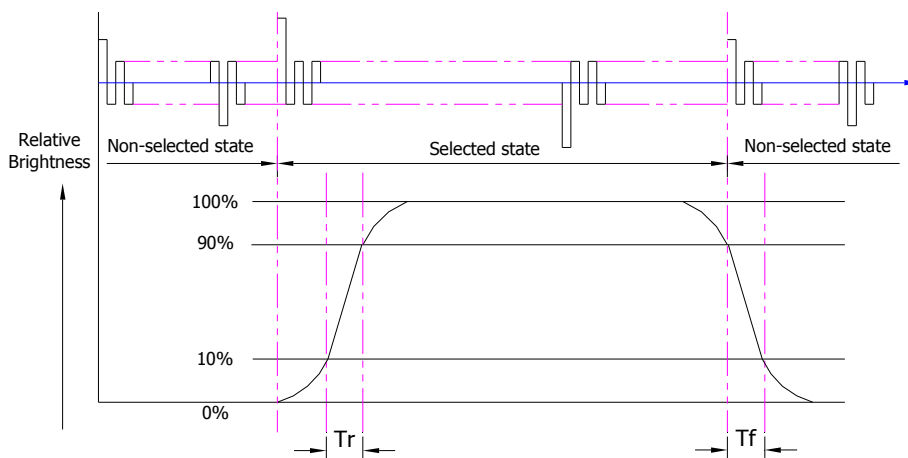 Relative
Brightness
Non-selected state
Selected state
Non-selected state
100%
90%
10%
0%
Tr
Tf